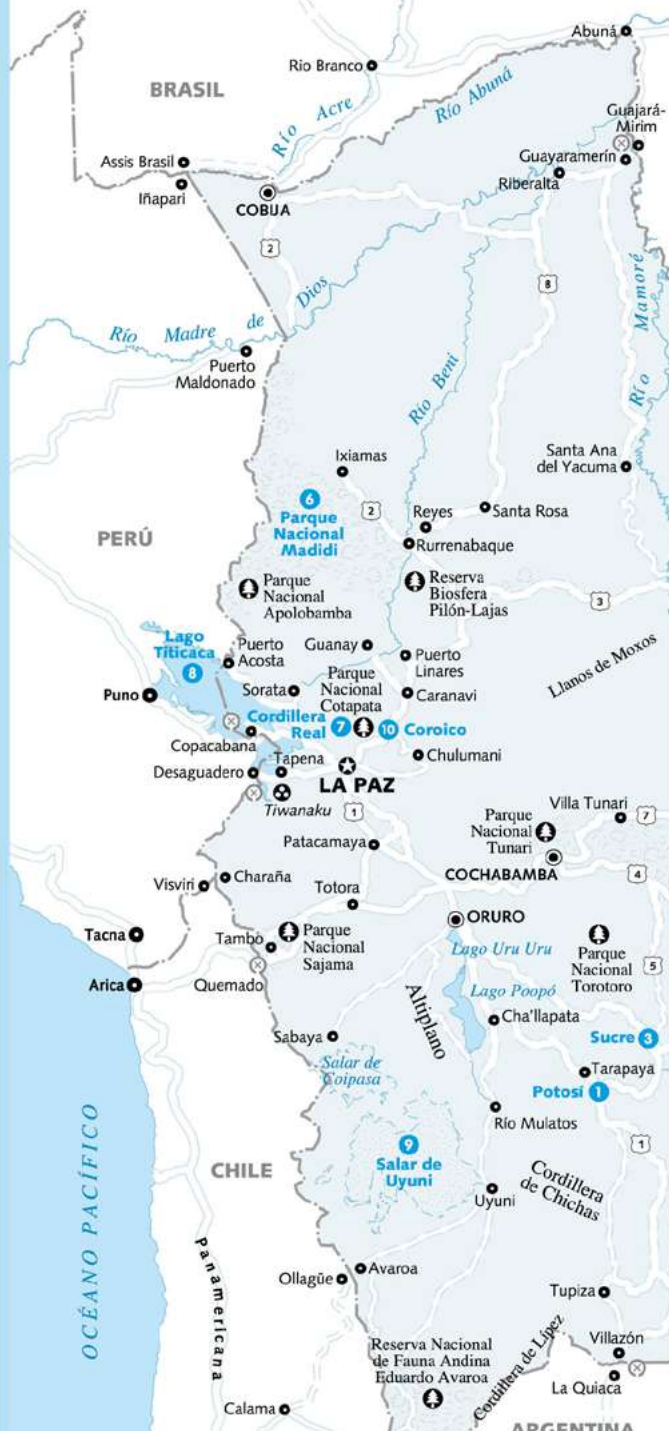 Abuná
Rio Branco
BRASIL
Río Acre
Río Abuná
Guajará-
Mirim
Assis Brasil
Guayaramerín
Iñapari
Riberalta
COBIJA
2
8
Río Madre de Dios
Río Mamoré
Puerto
Maldonado
Río Beni
Ixiamas
Santa Ana
del Yacuma
6
Parque
Nacional
Madidi
2
Reyes
Santa Rosa
PERÚ
Rurrenabaque
Parque
Nacional
Apolobamba
Reserva
Biosfera
Pilón-Lajas
3
Lago
Titicaca
8
Puerto
Acosta
Guanay
Puerto
Linares
Llanos de Moxos
Puno
Sorata
Parque
Nacional
Cotapata
Caranavi
Cordillera
Real
7
10 Coroico
Copacabana
Chulumani
Desaguadero
Tapena
LA PAZ
Tiwanaku
1
Parque
Nacional
Tunari
Villa Tunari
7
Patacamaya
COCHABAMBA
4
Visviri
Charaña
Totora
ORURO
Tacna
Tambo
Quemado
Parque
Nacional
Sajama
Lago Uru Uru
Parque
Nacional
Torotoro
5
Arica
Lago Poopó
Altiplano
Cha'llapata
Sabaya
Sucre 3
Salar de
Coipasa
Tarapaya
Potosí 1
Río Mulatos
1
OCÉANO PACÍFICO
CHILE
9
Salar de
Uyuni
Cordillera
de Chichas
Uyuni
Panamericana
Ollagüe
Avaroa
Tupiza
Reserva Nacional
de Fauna Andina
Eduardo Avaroa
Cordillera de Lípez
Villazón
La Quiaca
Calama
ARGENTINA